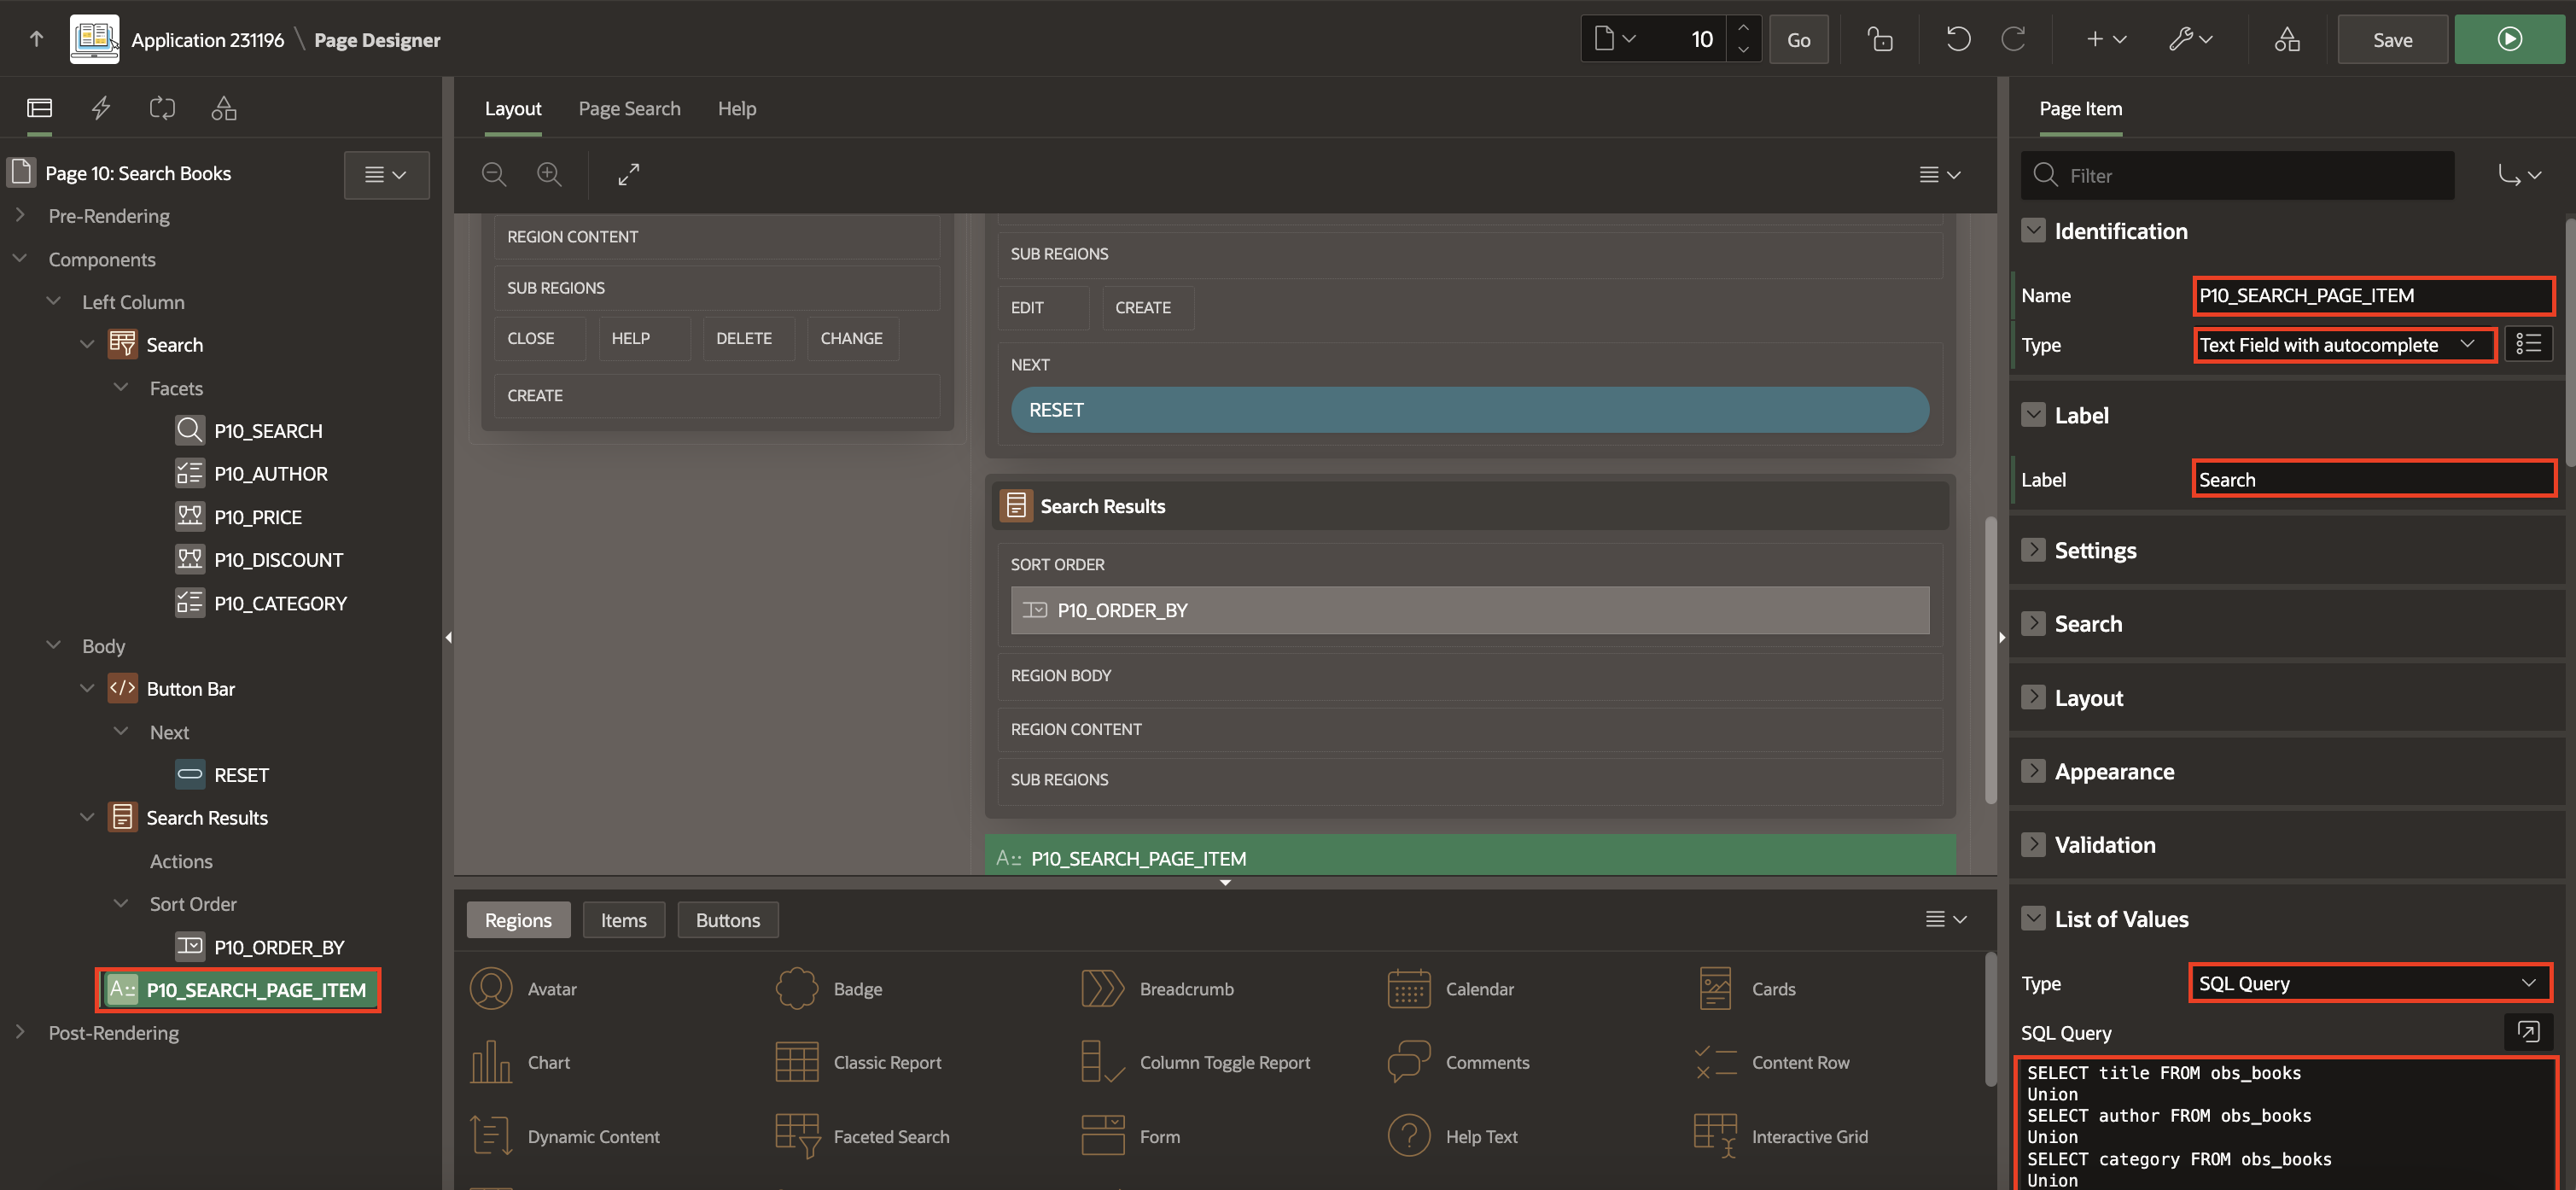 Application 231196 \ Page Designer
10
Go
Save
Page 10: Search Books
Pre-Rendering
Components
Left Column
Search
Facets
P10_SEARCH
P10_AUTHOR
P10_PRICE
P10_DISCOUNT
P10_CATEGORY
Body
Button Bar
Next
RESET
Search Results
Actions
Sort Order
P10_ORDER_BY
P10_SEARCH_PAGE_ITEM
Post-Rendering
Layout Page Search Help
REGION CONTENT
SUB REGIONS
CLOSE HELP DELETE CHANGE
CREATE
SUB REGIONS
EDIT CREATE
NEXT
RESET
Search Results
SORT ORDER
P10_ORDER_BY
REGION BODY
REGION CONTENT
SUB REGIONS
P10_SEARCH_PAGE_ITEM
Regions Items Buttons
Avatar Badge Breadcrumb Calendar Cards
Chart Classic Report Column Toggle Report Comments Content Row
Dynamic Content Faceted Search Form Help Text Interactive Grid
Page Item
Filter
Identification
Name P10_SEARCH_PAGE_ITEM
Type Text Field with autocomplete
Label
Label Search
Settings
Search
Layout
Appearance
Validation
List of Values
Type SQL Query
SQL Query
SELECT title FROM obs_books
Union
SELECT author FROM obs_books
Union
SELECT category FROM obs_books
Union